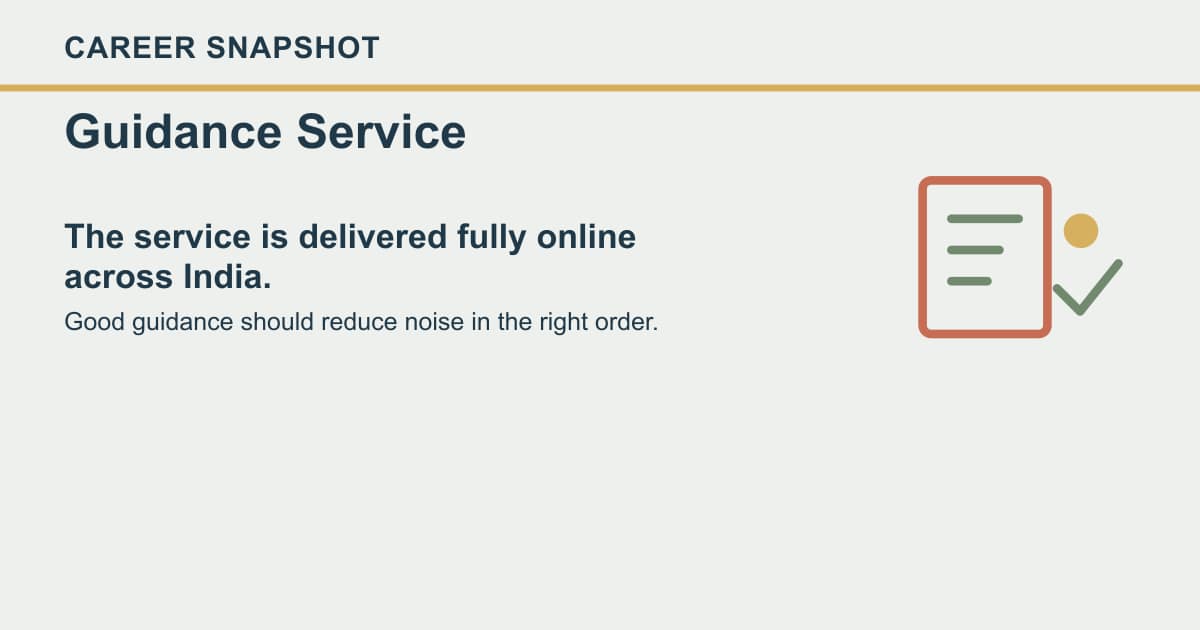 CAREER SNAPSHOT
Guidance Service
The service is delivered fully online
across India.
Good guidance should reduce noise in the right order.